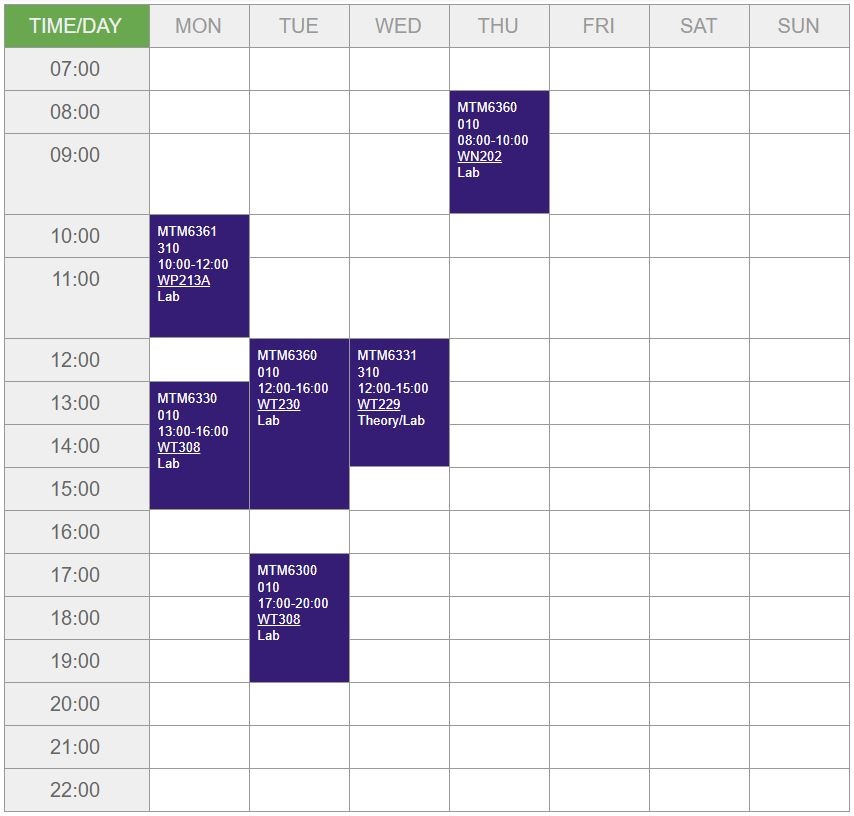 TIME/DAY MON TUE WED THU FRI SAT SUN
07:00
08:00
MTM6360
010
08:00-10:00
WN202
Lab
09:00
10:00
MTM6361
310
10:00-12:00
WP213A
Lab
11:00
12:00
MTM6360
010
12:00-16:00
WT230
Lab
MTM6331
310
12:00-15:00
WT229
Theory/Lab
13:00
MTM6330
010
13:00-16:00
WT308
Lab
14:00
15:00
16:00
17:00
MTM6300
010
17:00-20:00
WT308
Lab
18:00
19:00
20:00
21:00
22:00